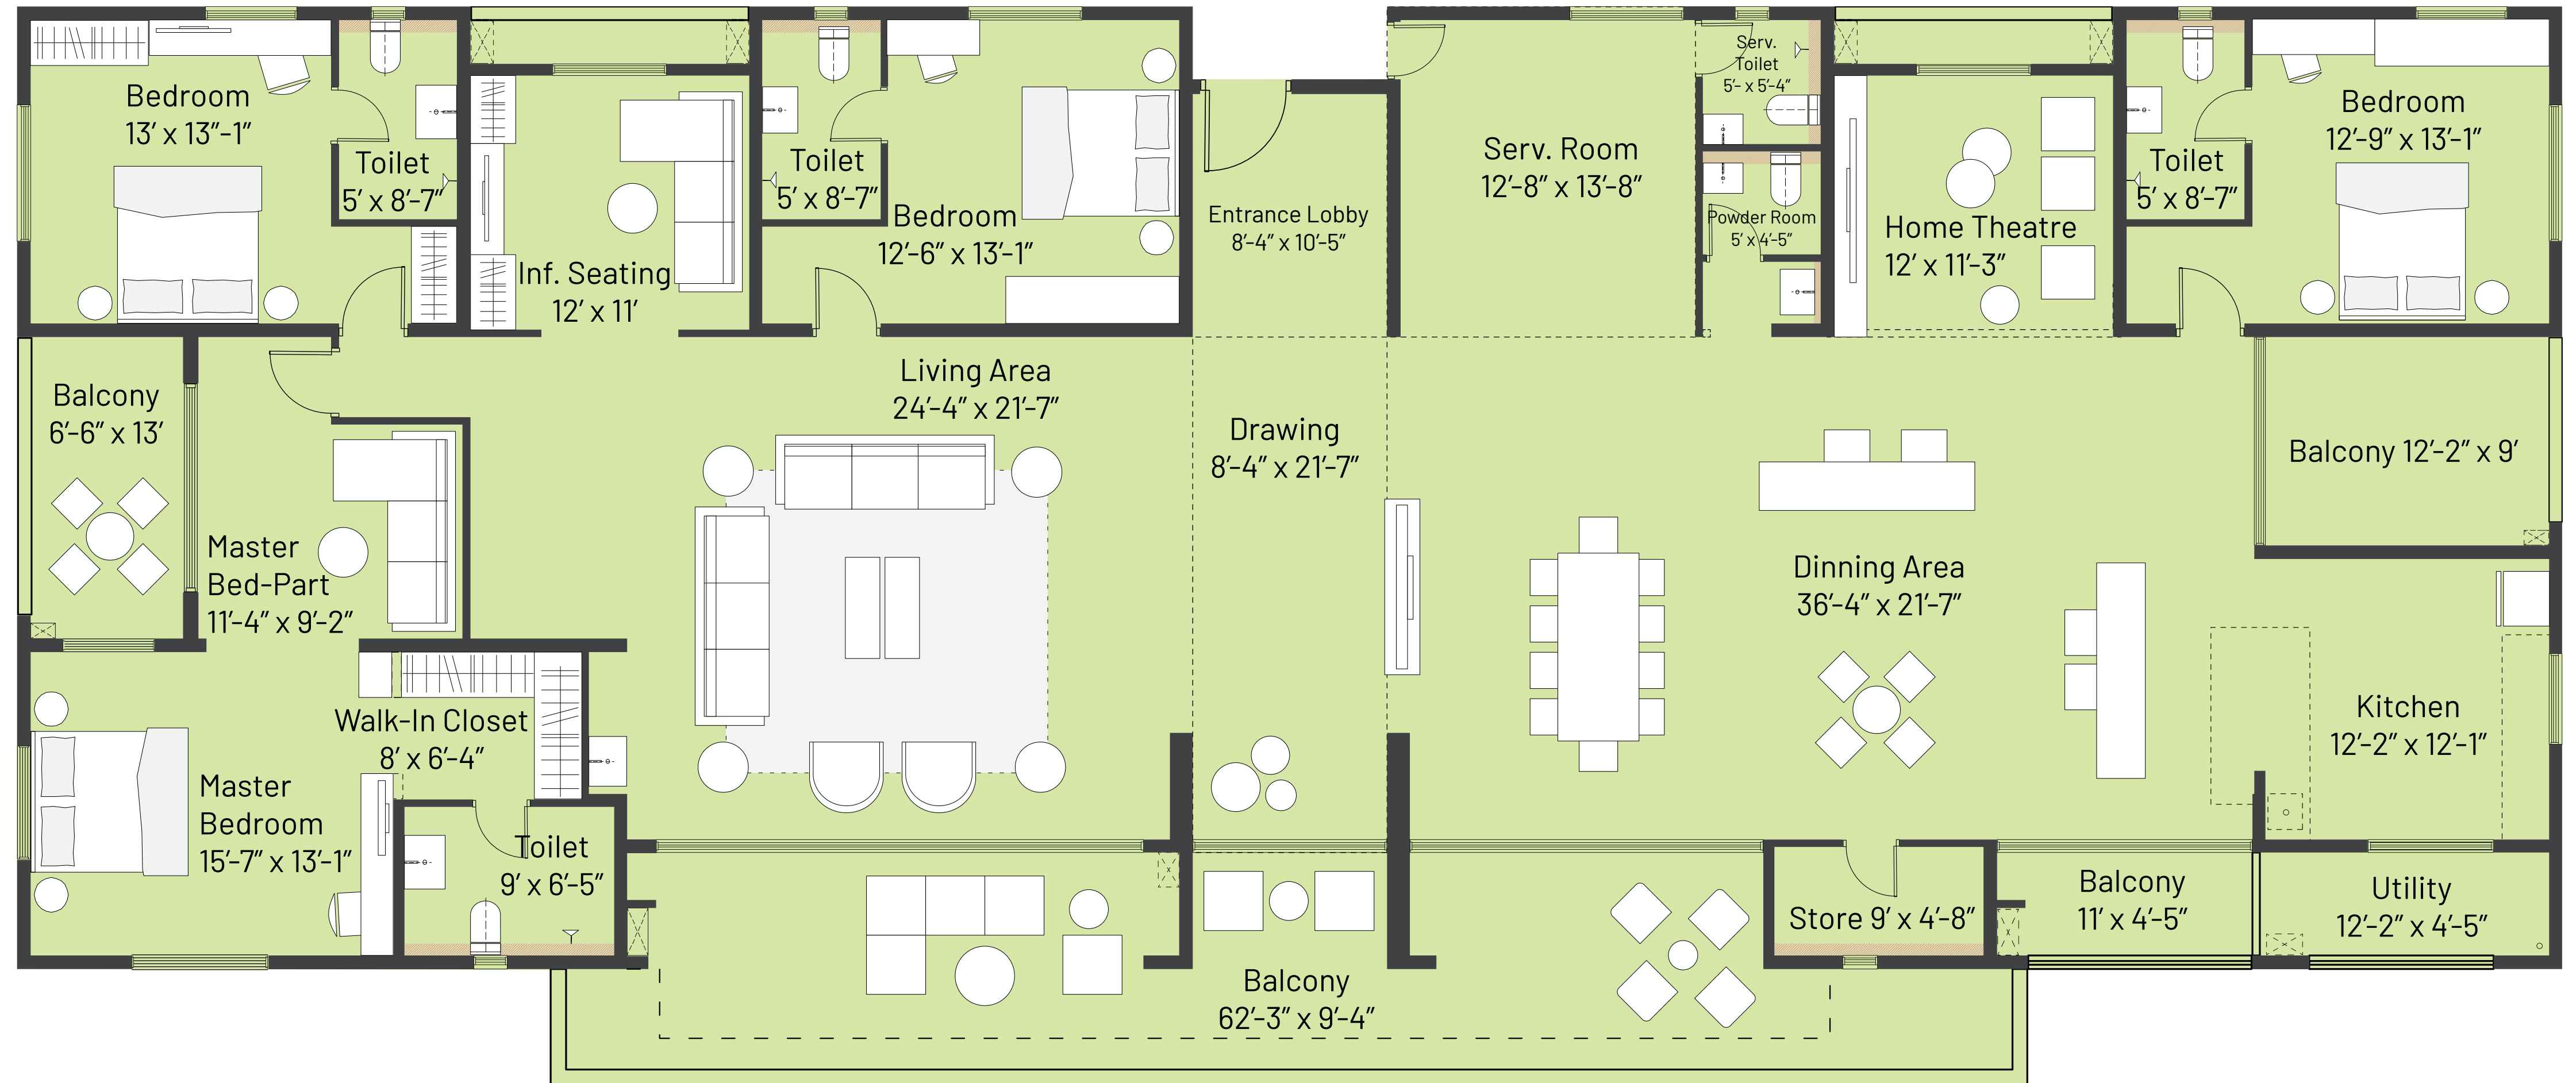 Bedroom
13’ x 13”-1”
Toilet
5’ x 8’-7”
Inf. Seating
12’ x 11’
Toilet
5’ x 8’-7”
Bedroom
12’-6” x 13’-1”
Entrance Lobby
8’-4” x 10’-5”
Serv. Room
12’-8” x 13’-8”
Serv.
Toilet
5’- x 5’-4”
Powder Room
5’ x 4’-5”
Home Theatre
12’ x 11’-3”
Toilet
5’ x 8’-7”
Bedroom
12’-9” x 13’-1”
Balcony
6’-6” x 13’
Master
Bed-Part
11’-4” x 9’-2”
Living Area
24’-4” x 21’-7”
Drawing
8’-4” x 21’-7”
Dinning Area
36’-4” x 21’-7”
Balcony 12’-2” x 9’
Walk-In Closet
8’ x 6’-4”
Master
Bedroom
15’-7” x 13’-1”
Toilet
9’ x 6’-5”
Kitchen
12’-2” x 12’-1”
Store 9’ x 4’-8”
Balcony
11’ x 4’-5”
Utility
12’-2” x 4’-5”
Balcony
62’-3” x 9’-4”